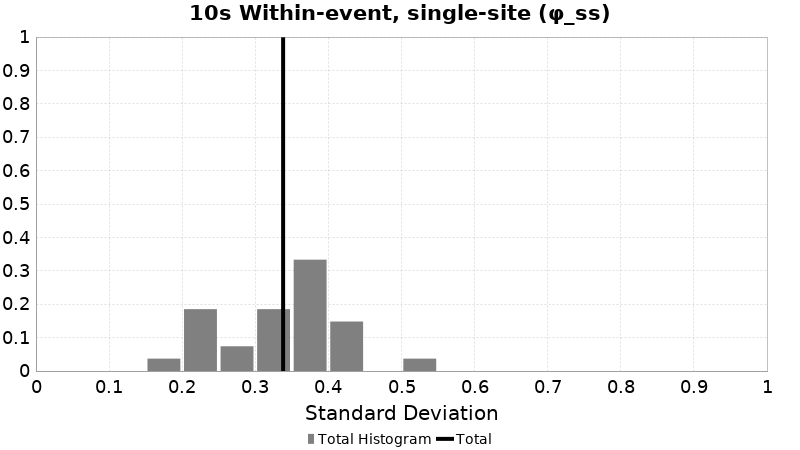 10s Within-event, single-site (φ_ss)
1
0.9
0.8
0.7
0.6
0.5
0.4
0.3
0.2
0.1
0
0 0.1 0.2 0.3 0.4 0.5 0.6 0.7 0.8 0.9 1
Standard Deviation
Total Histogram Total